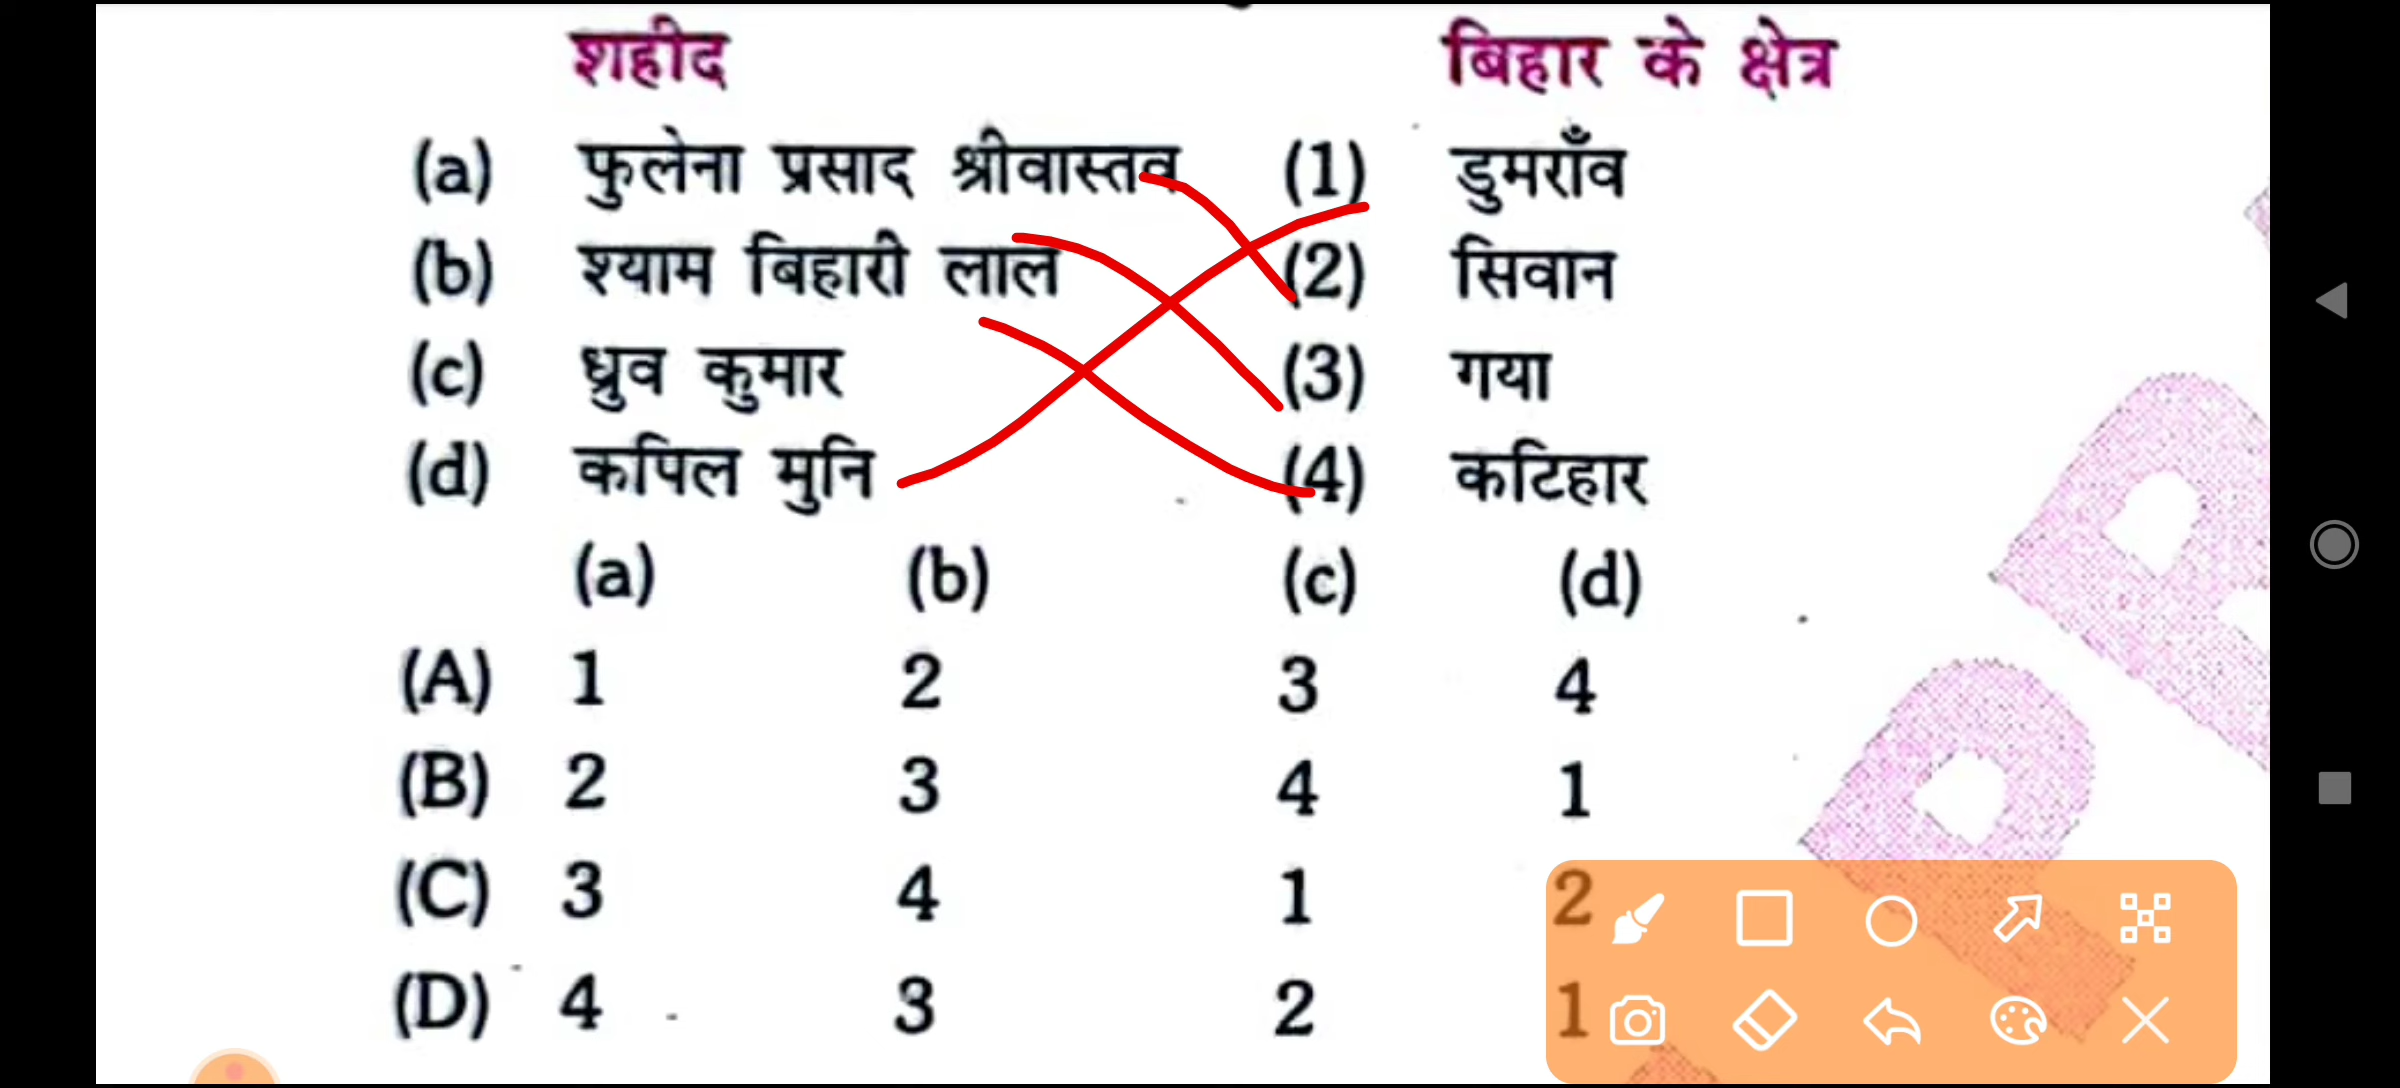 शहीद बिहार के क्षेत्र
(a) फुलेना प्रसाद श्रीवास्तव (1) डुमराँव
(b) श्याम बिहारी लाल (2) सिवान
(c) ध्रुव कुमार (3) गया
(d) कपिल मुनि (4) कटिहार
(a) (b) (c) (d)
(A) 1 2 3 4
(B) 2 3 4 1
(C) 3 4 1 2
(D) 4 3 2 1